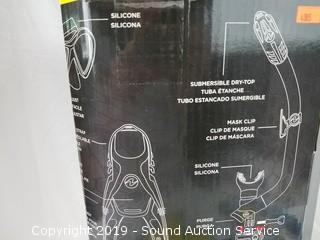 SILICONE
SILICONA
485
SUBMERSIBLE DRY-TOP
TUBA ÉTANCHE
TUBO ESTANCADO SUMERGIBLE
MASK CLIP
CLIP DE MASQUE
CLIP DE MÁSCARA
SILICONE
SILICONA
PURGE
Copyright 2019 - Sound Auction Service